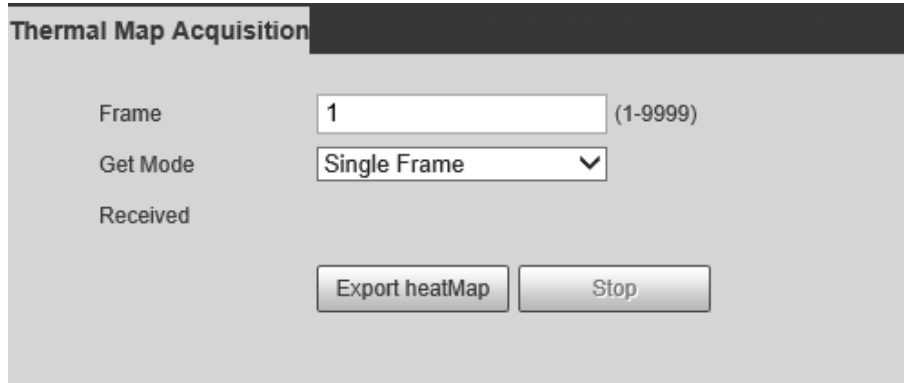 Thermal Map Acquisition
Frame 1 (1-9999)
Get Mode Single Frame
Received
Export heatMap Stop